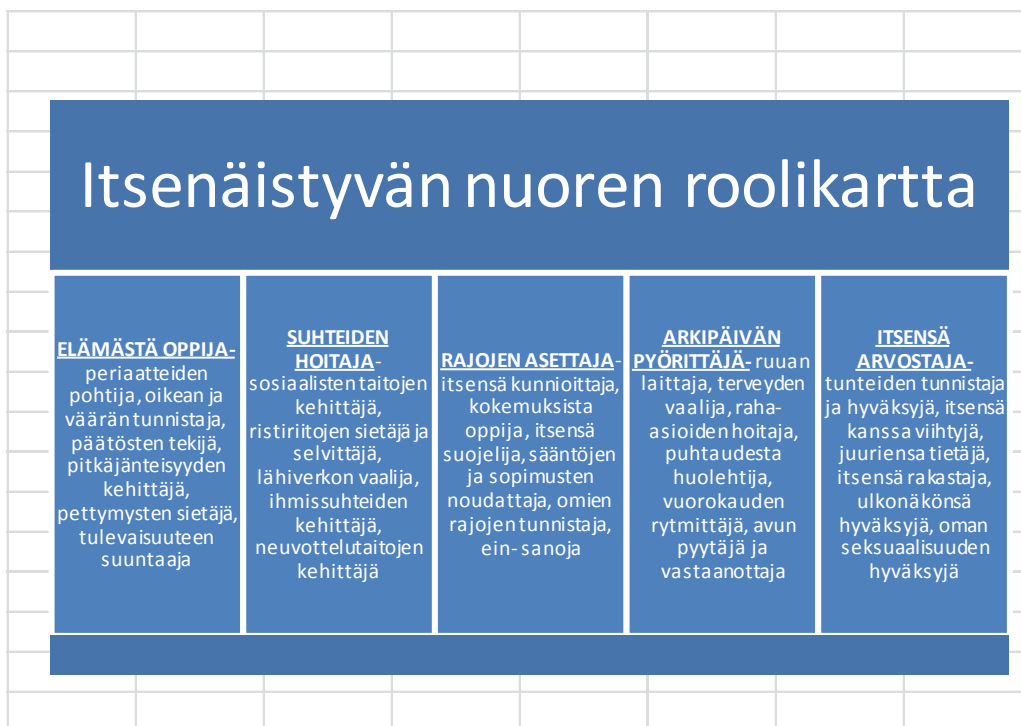 Itsenäistyvän nuoren roolikartta
ELÄMÄSTÄ OPPIJA-
periaatteiden
pohtija, oikean ja
väärän tunnistaja,
päätösten tekijä,
pitkäjänteisyyden
kehittäjä,
pettymysten sietäjä,
tulevaisuuteen
suuntaaja
SUHTEIDEN
HOITAJA-
sosiaalisten taitojen
kehittäjä,
ristiriitojen sietäjä ja
selvittäjä,
lähiverkon vaalija,
ihmissuhteiden
kehittäjä,
neuvottelutaitojen
kehittäjä
RAJOJEN ASETTAJA-
itsensä kunnioittaja,
kokemuksista
oppija, itsensä
suojelija, sääntöjen
ja sopimusten
noudattaja, omien
rajojen tunnistaja,
ein- sanoja
ARKIPÄIVÄN
PYÖRITTÄJÄ- ruuan
laittaja, terveyden
vaalija, raha-
asioiden hoitaja,
puhtaudesta
huolehtija,
vuorokauden
rytmittäjä, avun
pyytäjä ja
vastaanottaja
ITSENSÄ
ARVOSTAJA-
tunteiden tunnistaja
ja hyväksyjä, itsensä
kanssa viihtyjä,
juuriensa tietäjä,
itsensä rakastaja,
ulkonäkönsä
hyväksyjä, oman
seksuaalisuuden
hyväksyjä